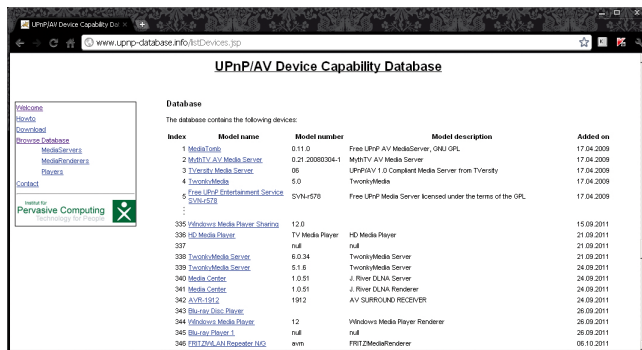 UPnP/AV Device Capability Dat
www.upnp-database.info/listDevices.jsp
UPnP/AV Device Capability Database
Welcome
Howto
Download
Browse Database
MediaServers
MediaRenderers
Players
Contact
Institut für
Pervasive Computing
Technology for People
Database
The database contains the following devices:
Index Model name Model number Model description Added on
1 MediaTomb 0.11.0 Free UPnP AV MediaServer, GNU GPL 17.04.2009
2 MythTV AV Media Server 0.21.20080304-1 MythTV AV Media Server 17.04.2009
3 TVersity Media Server 06 UPnP/AV 1.0 Compliant Media Server from TVersity 17.04.2009
4 TwonkyMedia 5.0 TwonkyMedia 17.04.2009
5 Free UPnP Entertainment Service SVN-r578 SVN-r578 Free UPnP Media Server licensed under the terms of the GPL 17.04.2009
⋮
335 Windows Media Player Sharing 12.0 15.09.2011
336 HD Media Player TV Media Player HD Media Player 21.09.2011
337 null null 21.09.2011
338 TwonkyMedia Server 6.0.34 TwonkyMedia Server 21.09.2011
339 TwonkyMedia Server 5.1.6 TwonkyMedia Server 24.09.2011
340 Media Center 1.0.51 J. River DLNA Server 24.09.2011
341 Media Center 1.0.51 J. River DLNA Renderer 24.09.2011
342 AVR-1912 1912 AV SURROUND RECEIVER 24.09.2011
343 Blu-ray Disc Player 26.09.2011
344 Windows Media Player 12 Windows Media Player Renderer 26.09.2011
345 Blu-ray Player 1 null null 26.09.2011
346 FRITZ!WLAN Repeater N/G avm FRITZ!MediaRenderer 06.10.2011